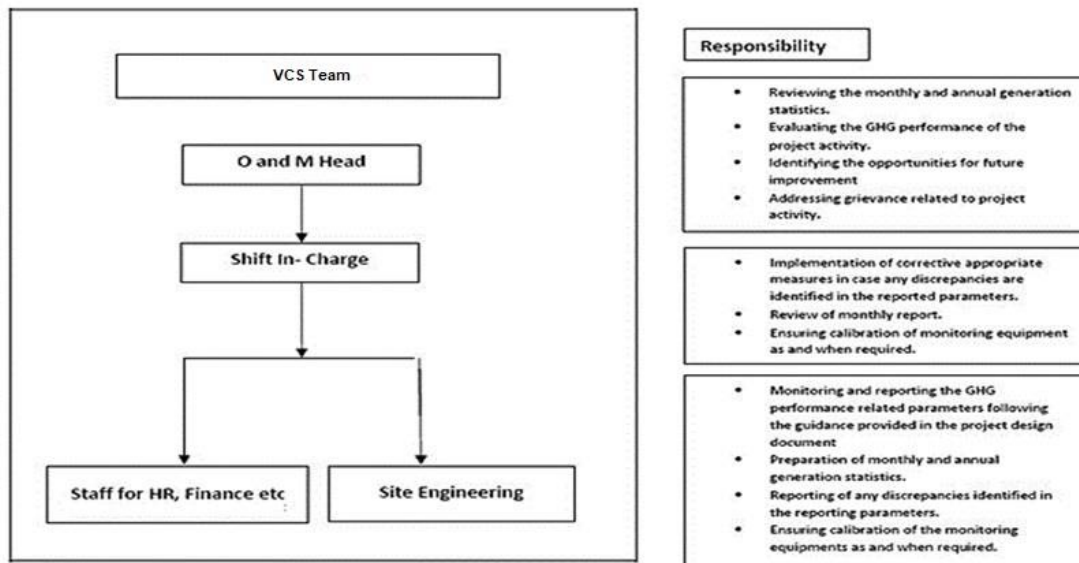 VCS Team
O and M Head
Shift In- Charge
Staff for HR, Finance etc
Site Engineering
Responsibility
• Reviewing the monthly and annual generation
statistics.
• Evaluating the GHG performance of the
project activity.
• Identifying the opportunities for future
improvement
• Addressing grievance related to project
activity.
• Implementation of corrective appropriate
measures in case any discrepancies are
identified in the reported parameters.
• Review of monthly report.
• Ensuring calibration of monitoring equipment
as and when required.
• Monitoring and reporting the GHG
performance related parameters following
the guidance provided in the project design
document
• Preparation of monthly and annual
generation statistics.
• Reporting of any discrepancies identified in
the reporting parameters.
• Ensuring calibration of the monitoring
equipments as and when required.